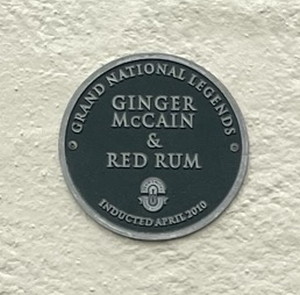 GRAND NATIONAL LEGENDS
GINGER
McCAIN
&
RED RUM
INDUCTED APRIL 2010